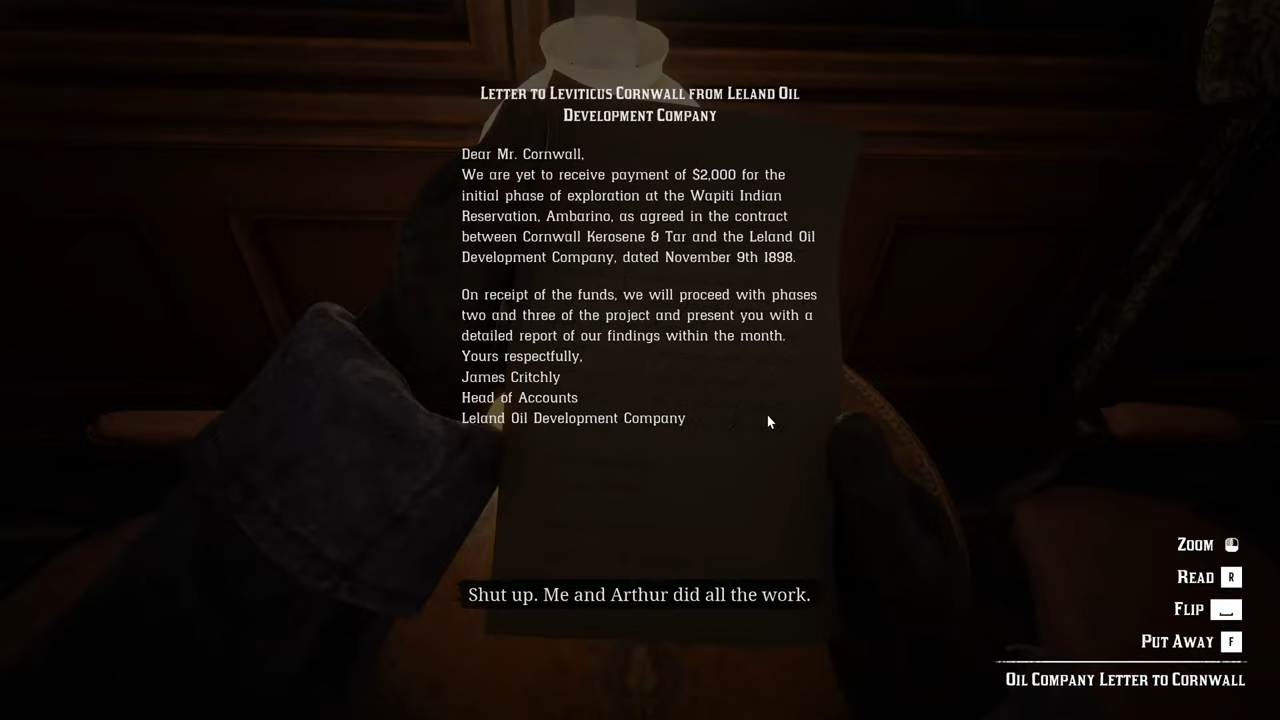 Letter to Leviticus Cornwall from Leland Oil
Development Company
Dear Mr. Cornwall,
We are yet to receive payment of $2,000 for the
initial phase of exploration at the Wapiti Indian
Reservation, Ambarino, as agreed in the contract
between Cornwall Kerosene & Tar and the Leland Oil
Development Company, dated November 9th 1898.
On receipt of the funds, we will proceed with phases
two and three of the project and present you with a
detailed report of our findings within the month.
Yours respectfully,
James Critchly
Head of Accounts
Leland Oil Development Company
Shut up. Me and Arthur did all the work.
Zoom
Read R
Flip
Put Away F
Oil Company Letter to Cornwall